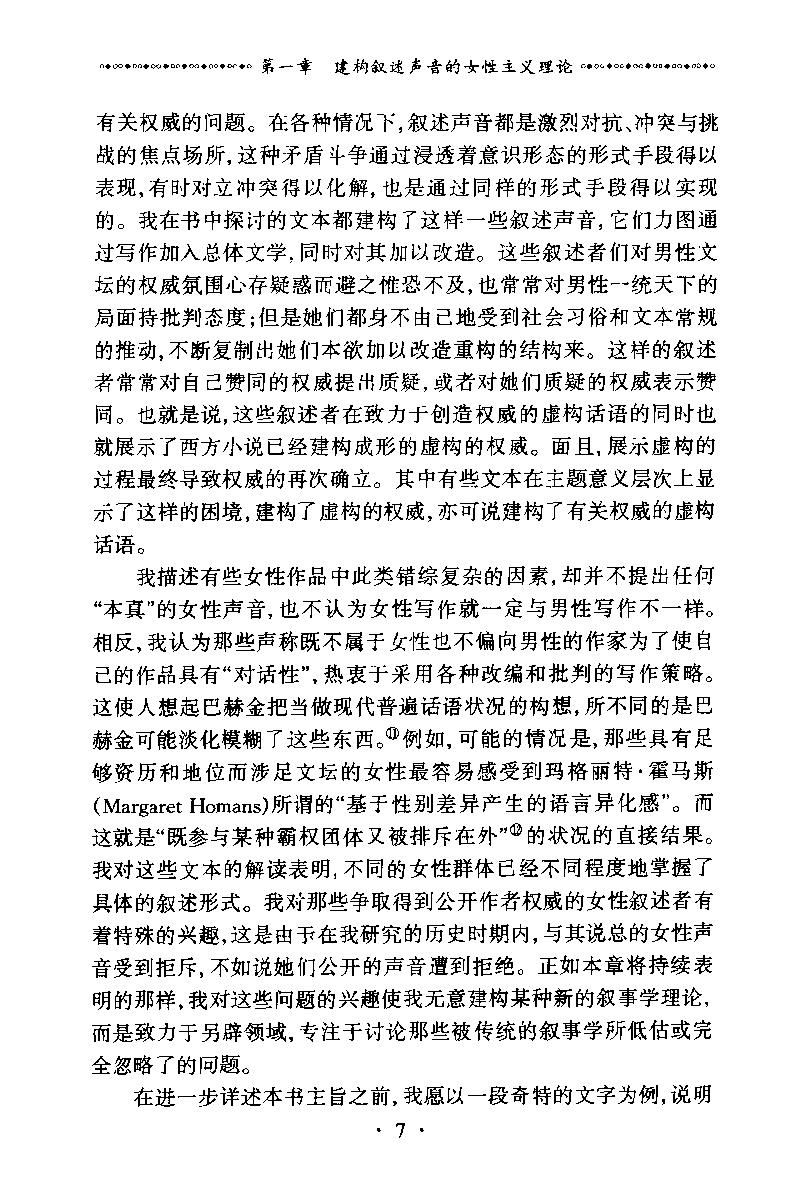 第一章　建构叙述声音的女性主义理论
有关权威的问题。在各种情况下,叙述声音都是激烈对抗、冲突与挑
战的焦点场所,这种矛盾斗争通过浸透着意识形态的形式手段得以
表现,有时对立冲突得以化解,也是通过同样的形式手段得以实现
的。我在书中探讨的文本都建构了这样一些叙述声音,它们力图通
过写作加入总体文学,同时对其加以改造。这些叙述者们对男性文
坛的权威氛围心存疑惑而避之惟恐不及,也常常对男性一统天下的
局面持批判态度;但是她们都身不由己地受到社会习俗和文本常规
的推动,不断复制出她们本欲加以改造重构的结构来。这样的叙述
者常常对自己赞同的权威提出质疑,或者对她们质疑的权威表示赞
同。也就是说,这些叙述者在致力于创造权威的虚构话语的同时也
就展示了西方小说已经建构成形的虚构的权威。面且,展示虚构的
过程最终导致权威的再次确立。其中有些文本在主题意义层次上显
示了这样的困境,建构了虚构的权威,亦可说建构了有关权威的虚构
话语。
我描述有些女性作品中此类错综复杂的因素,却并不提出任何
“本真”的女性声音,也不认为女性写作就一定与男性写作不一样。
相反,我认为那些声称既不属于女性也不偏向男性的作家为了使自
己的作品具有“对话性”,热衷于采用各种改编和批判的写作策略。
这使人想起巴赫金把当做现代普遍话语状况的构想,所不同的是巴
赫金可能淡化模糊了这些东西。⑪例如,可能的情况是,那些具有足
够资历和地位而涉足文坛的女性最容易感受到玛格丽特·霍马斯
(Margaret Homans)所谓的“基于性别差异产生的语言异化感”。而
这就是“既参与某种霸权团体又被排斥在外”⑫的状况的直接结果。
我对这些文本的解读表明,不同的女性群体已经不同程度地掌握了
具体的叙述形式。我对那些争取得到公开作者权威的女性叙述者有
着特殊的兴趣,这是由于在我研究的历史时期内,与其说总的女性声
音受到拒斥,不如说她们公开的声音遭到拒绝。正如本章将持续表
明的那样,我对这些问题的兴趣使我无意建构某种新的叙事学理论,
而是致力于另辟领域,专注于讨论那些被传统的叙事学所低估或完
全忽略了的问题。
在进一步详述本书主旨之前,我愿以一段奇特的文字为例,说明
· 7 ·